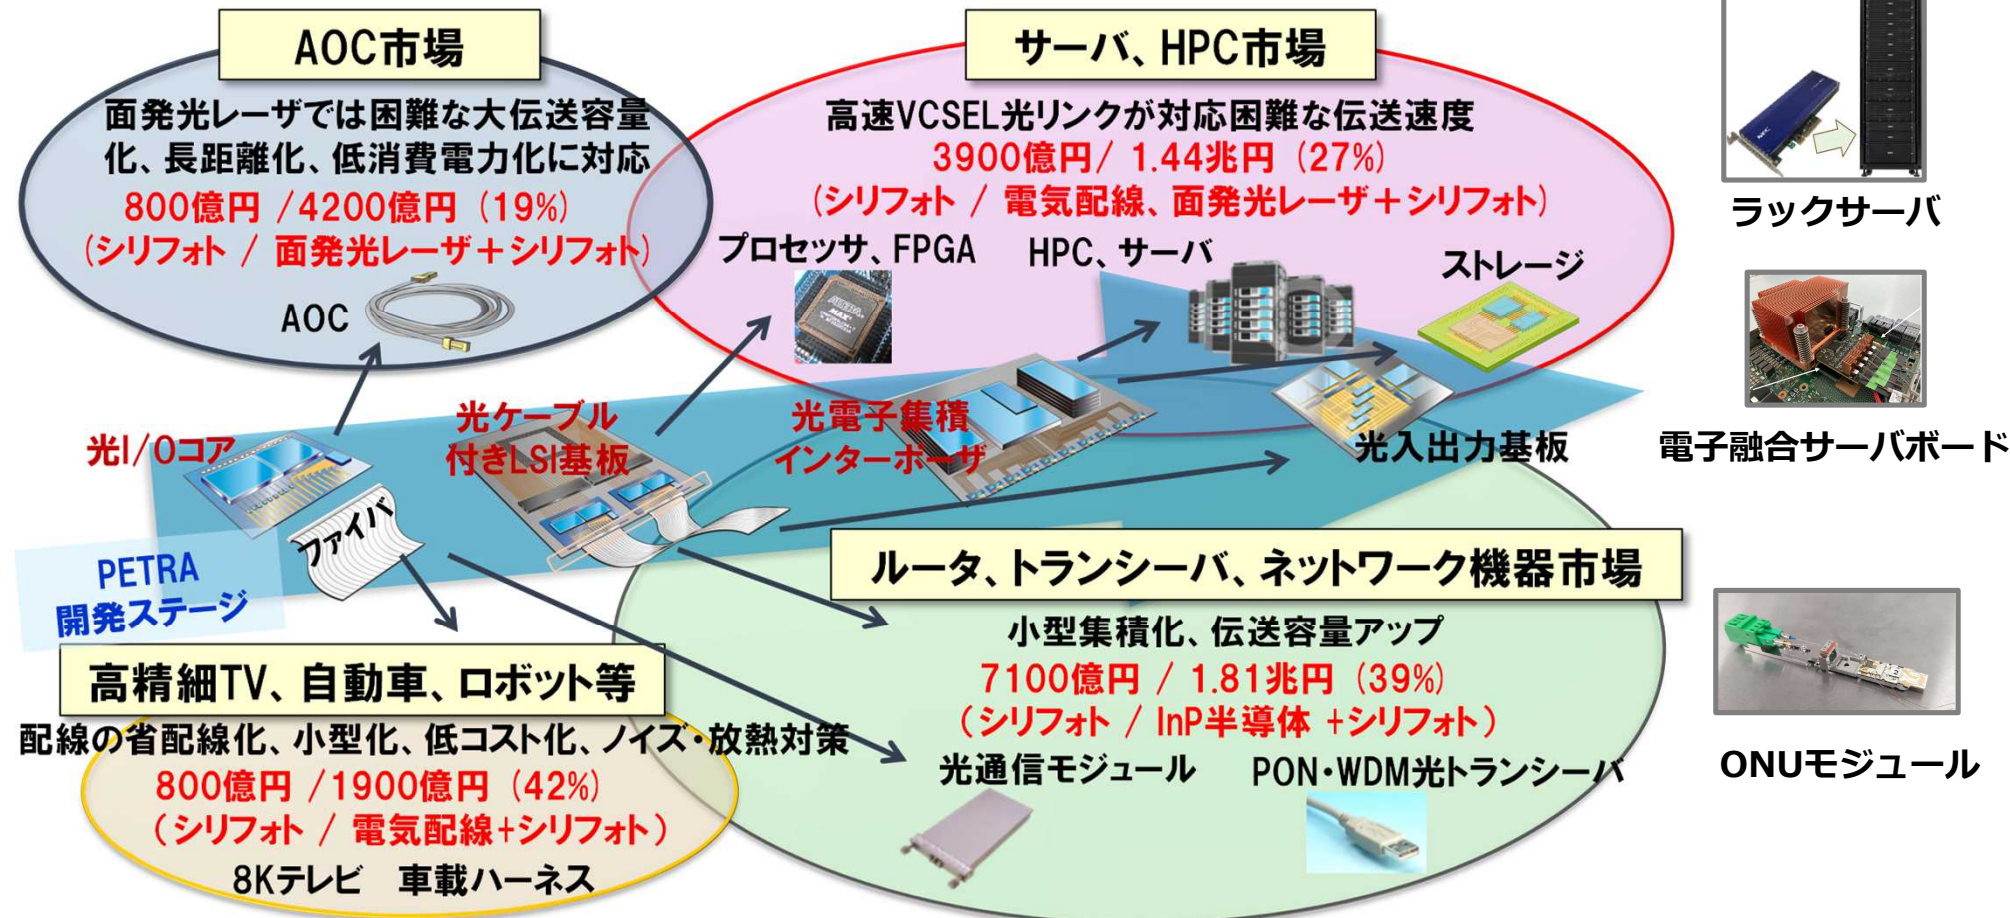 AOC市場
面発光レーザでは困難な大伝送容量
化、長距離化、低消費電力化に対応
800億円 /4200億円 (19%)
(シリフォト / 面発光レーザ+シリフォト)
AOC
サーバ、HPC市場
高速VCSEL光リンクが対応困難な伝送速度
3900億円/ 1.44兆円 (27%)
(シリフォト / 電気配線、面発光レーザ+シリフォト)
プロセッサ、FPGA
HPC、サーバ
ストレージ
光I/Oコア
光ケーブル
付きLSI基板
光電子集積
インターポーザ
光入出力基板
ファイバ
PETRA
開発ステージ
高精細TV、自動車、ロボット等
配線の省配線化、小型化、低コスト化、ノイズ・放熱対策
800億円 /1900億円 (42%)
(シリフォト / 電気配線+シリフォト)
8Kテレビ 車載ハーネス
ルータ、トランシーバ、ネットワーク機器市場
小型集積化、伝送容量アップ
7100億円 / 1.81兆円 (39%)
(シリフォト / InP半導体 +シリフォト)
光通信モジュール
PON・WDM光トランシーバ
ラックサーバ
電子融合サーバボード
ONUモジュール